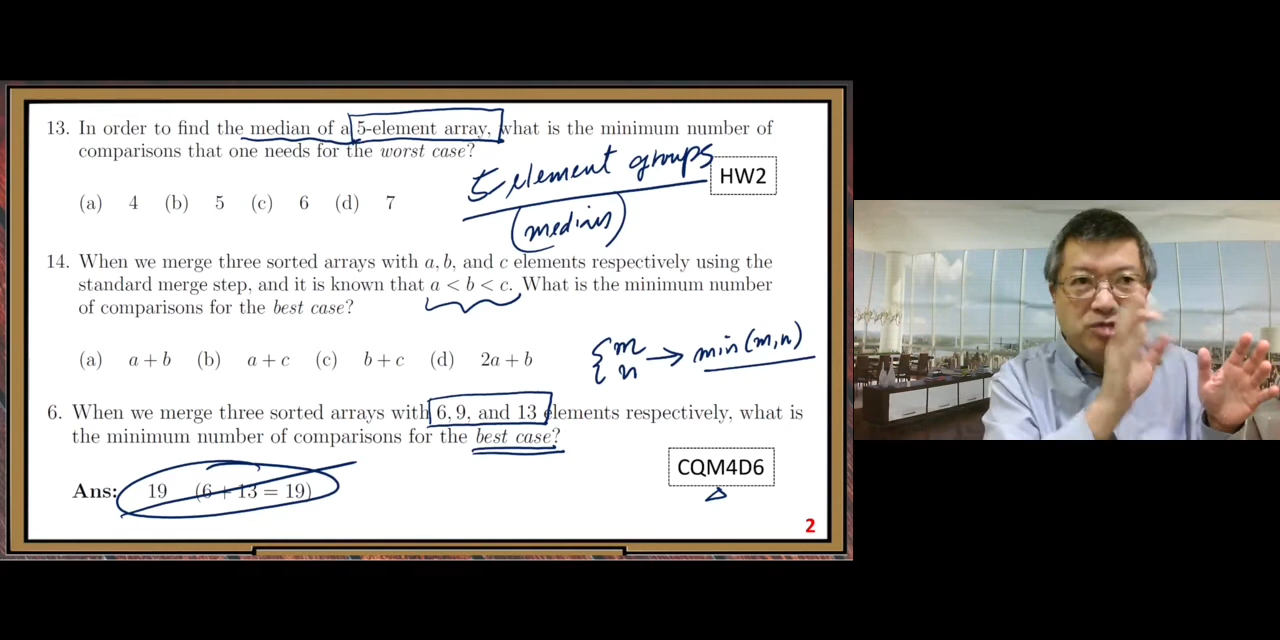 13. In order to find the median of a 5-element array, what is the minimum number of
comparisons that one needs for the worst case?
5 element groups
HW2
(a) 4 (b) 5 (c) 6 (d) 7
(medians)
14. When we merge three sorted arrays with a, b, and c elements respectively using the
standard merge step, and it is known that a < b < c. What is the minimum number
of comparisons for the best case?
(a) a + b (b) a + c (c) b + c (d) 2a + b
{ m n → min(m,n)
6. When we merge three sorted arrays with 6, 9, and 13 elements respectively, what is
the minimum number of comparisons for the best case?
CQM4D6
Ans: 19 (6 + 13 = 19)
2